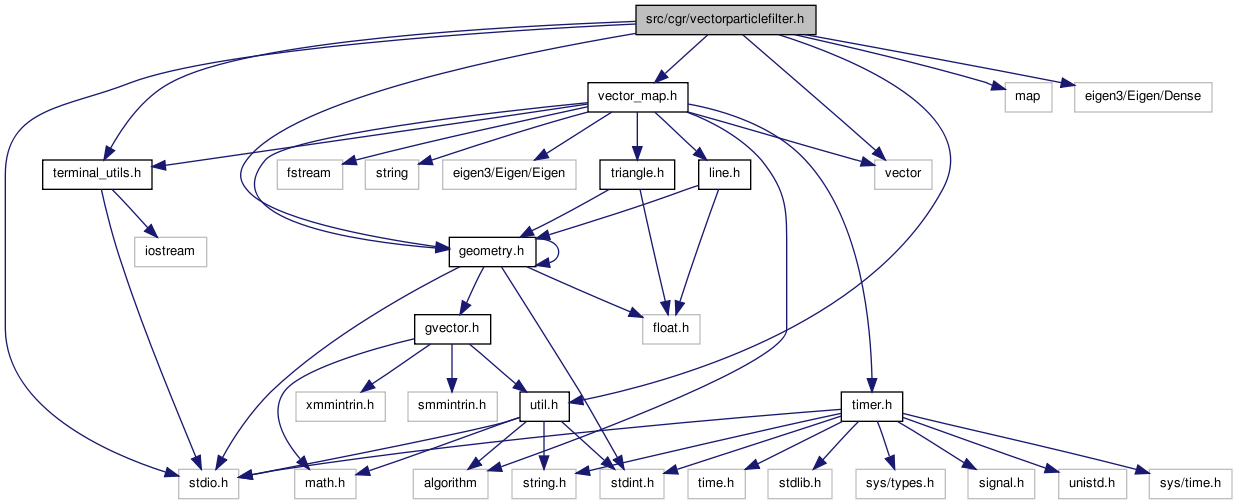 src/cgr/vectorparticlefilter.h
vector_map.h
map
eigen3/Eigen/Dense
terminal_utils.h
fstream
string
eigen3/Eigen/Eigen
triangle.h
line.h
vector
iostream
geometry.h
gvector.h
float.h
xmmintrin.h
smmintrin.h
util.h
timer.h
stdio.h
math.h
algorithm
string.h
stdint.h
time.h
stdlib.h
sys/types.h
signal.h
unistd.h
sys/time.h